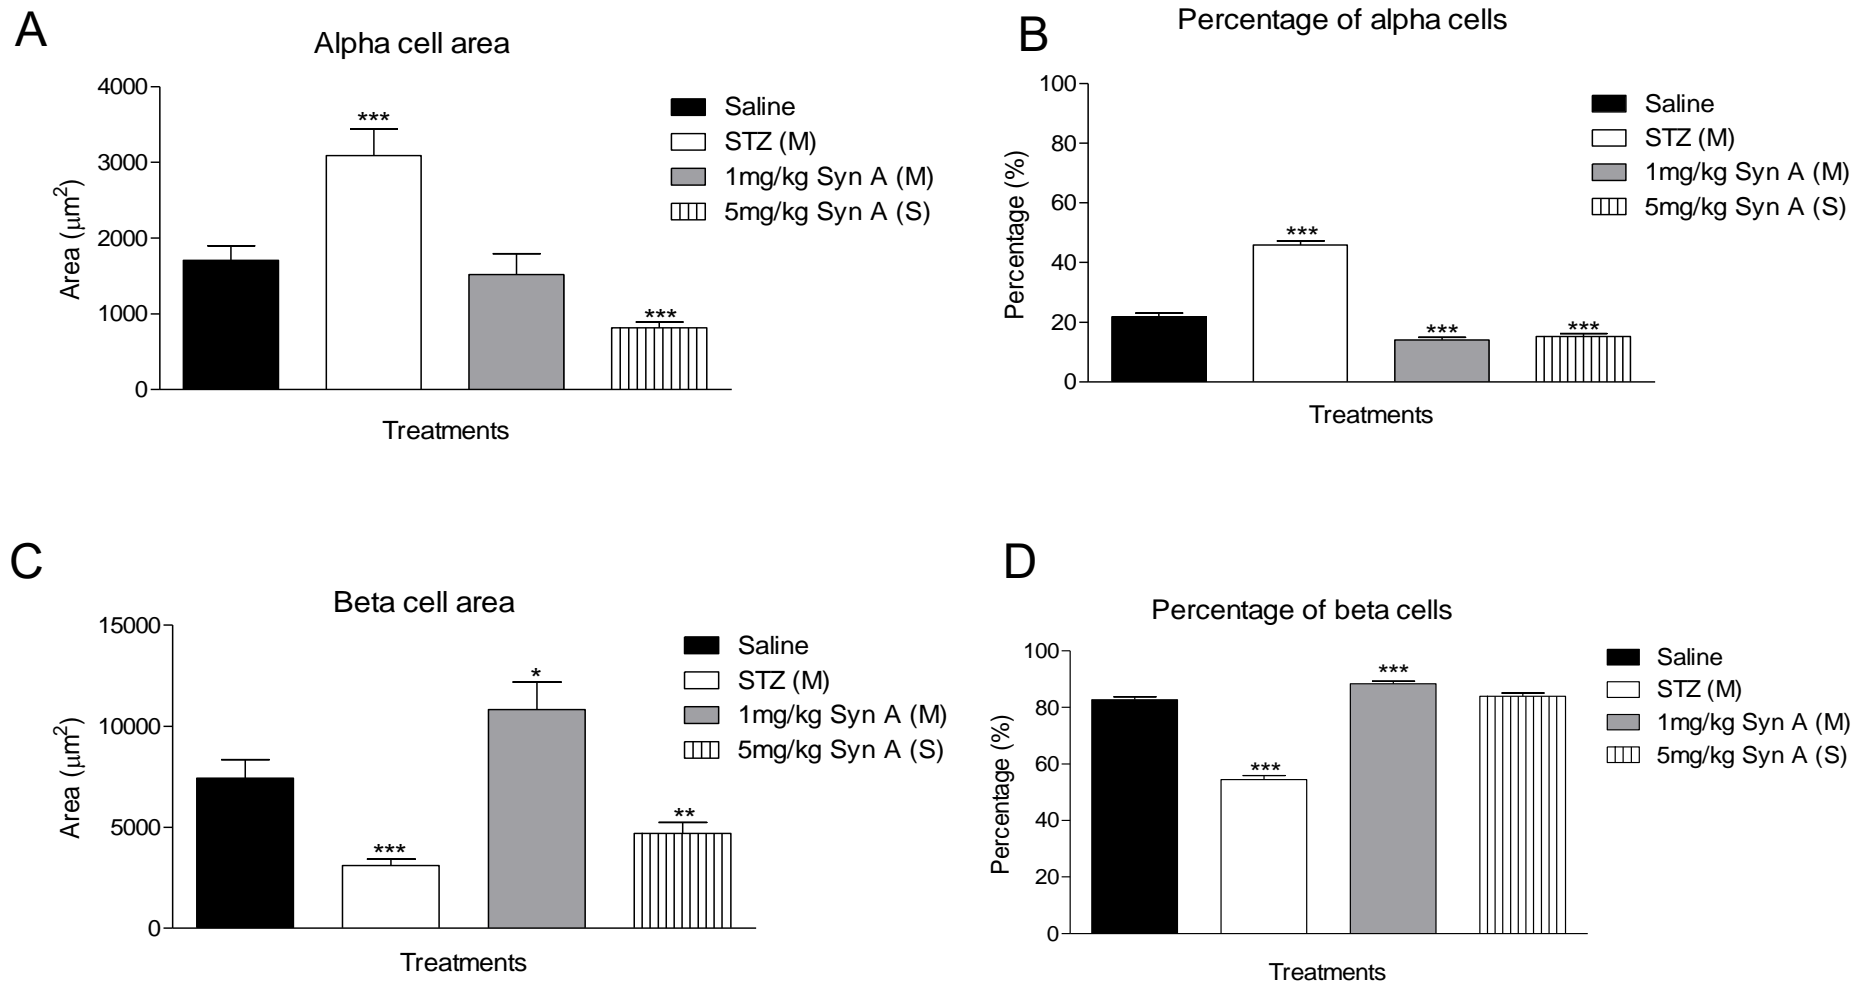 A
Alpha cell area
4000
3000
2000
1000
0
Area (μm²)
***
***
Treatments
Saline
STZ (M)
1mg/kg Syn A (M)
5mg/kg Syn A (S)
B
Percentage of alpha cells
100
80
60
40
20
0
Percentage (%)
***
***
***
Treatments
Saline
STZ (M)
1mg/kg Syn A (M)
5mg/kg Syn A (S)
C
Beta cell area
15000
10000
5000
0
Area (μm²)
***
*
**
Treatments
Saline
STZ (M)
1mg/kg Syn A (M)
5mg/kg Syn A (S)
D
Percentage of beta cells
100
80
60
40
20
0
Percentage (%)
***
***
Treatments
Saline
STZ (M)
1mg/kg Syn A (M)
5mg/kg Syn A (S)